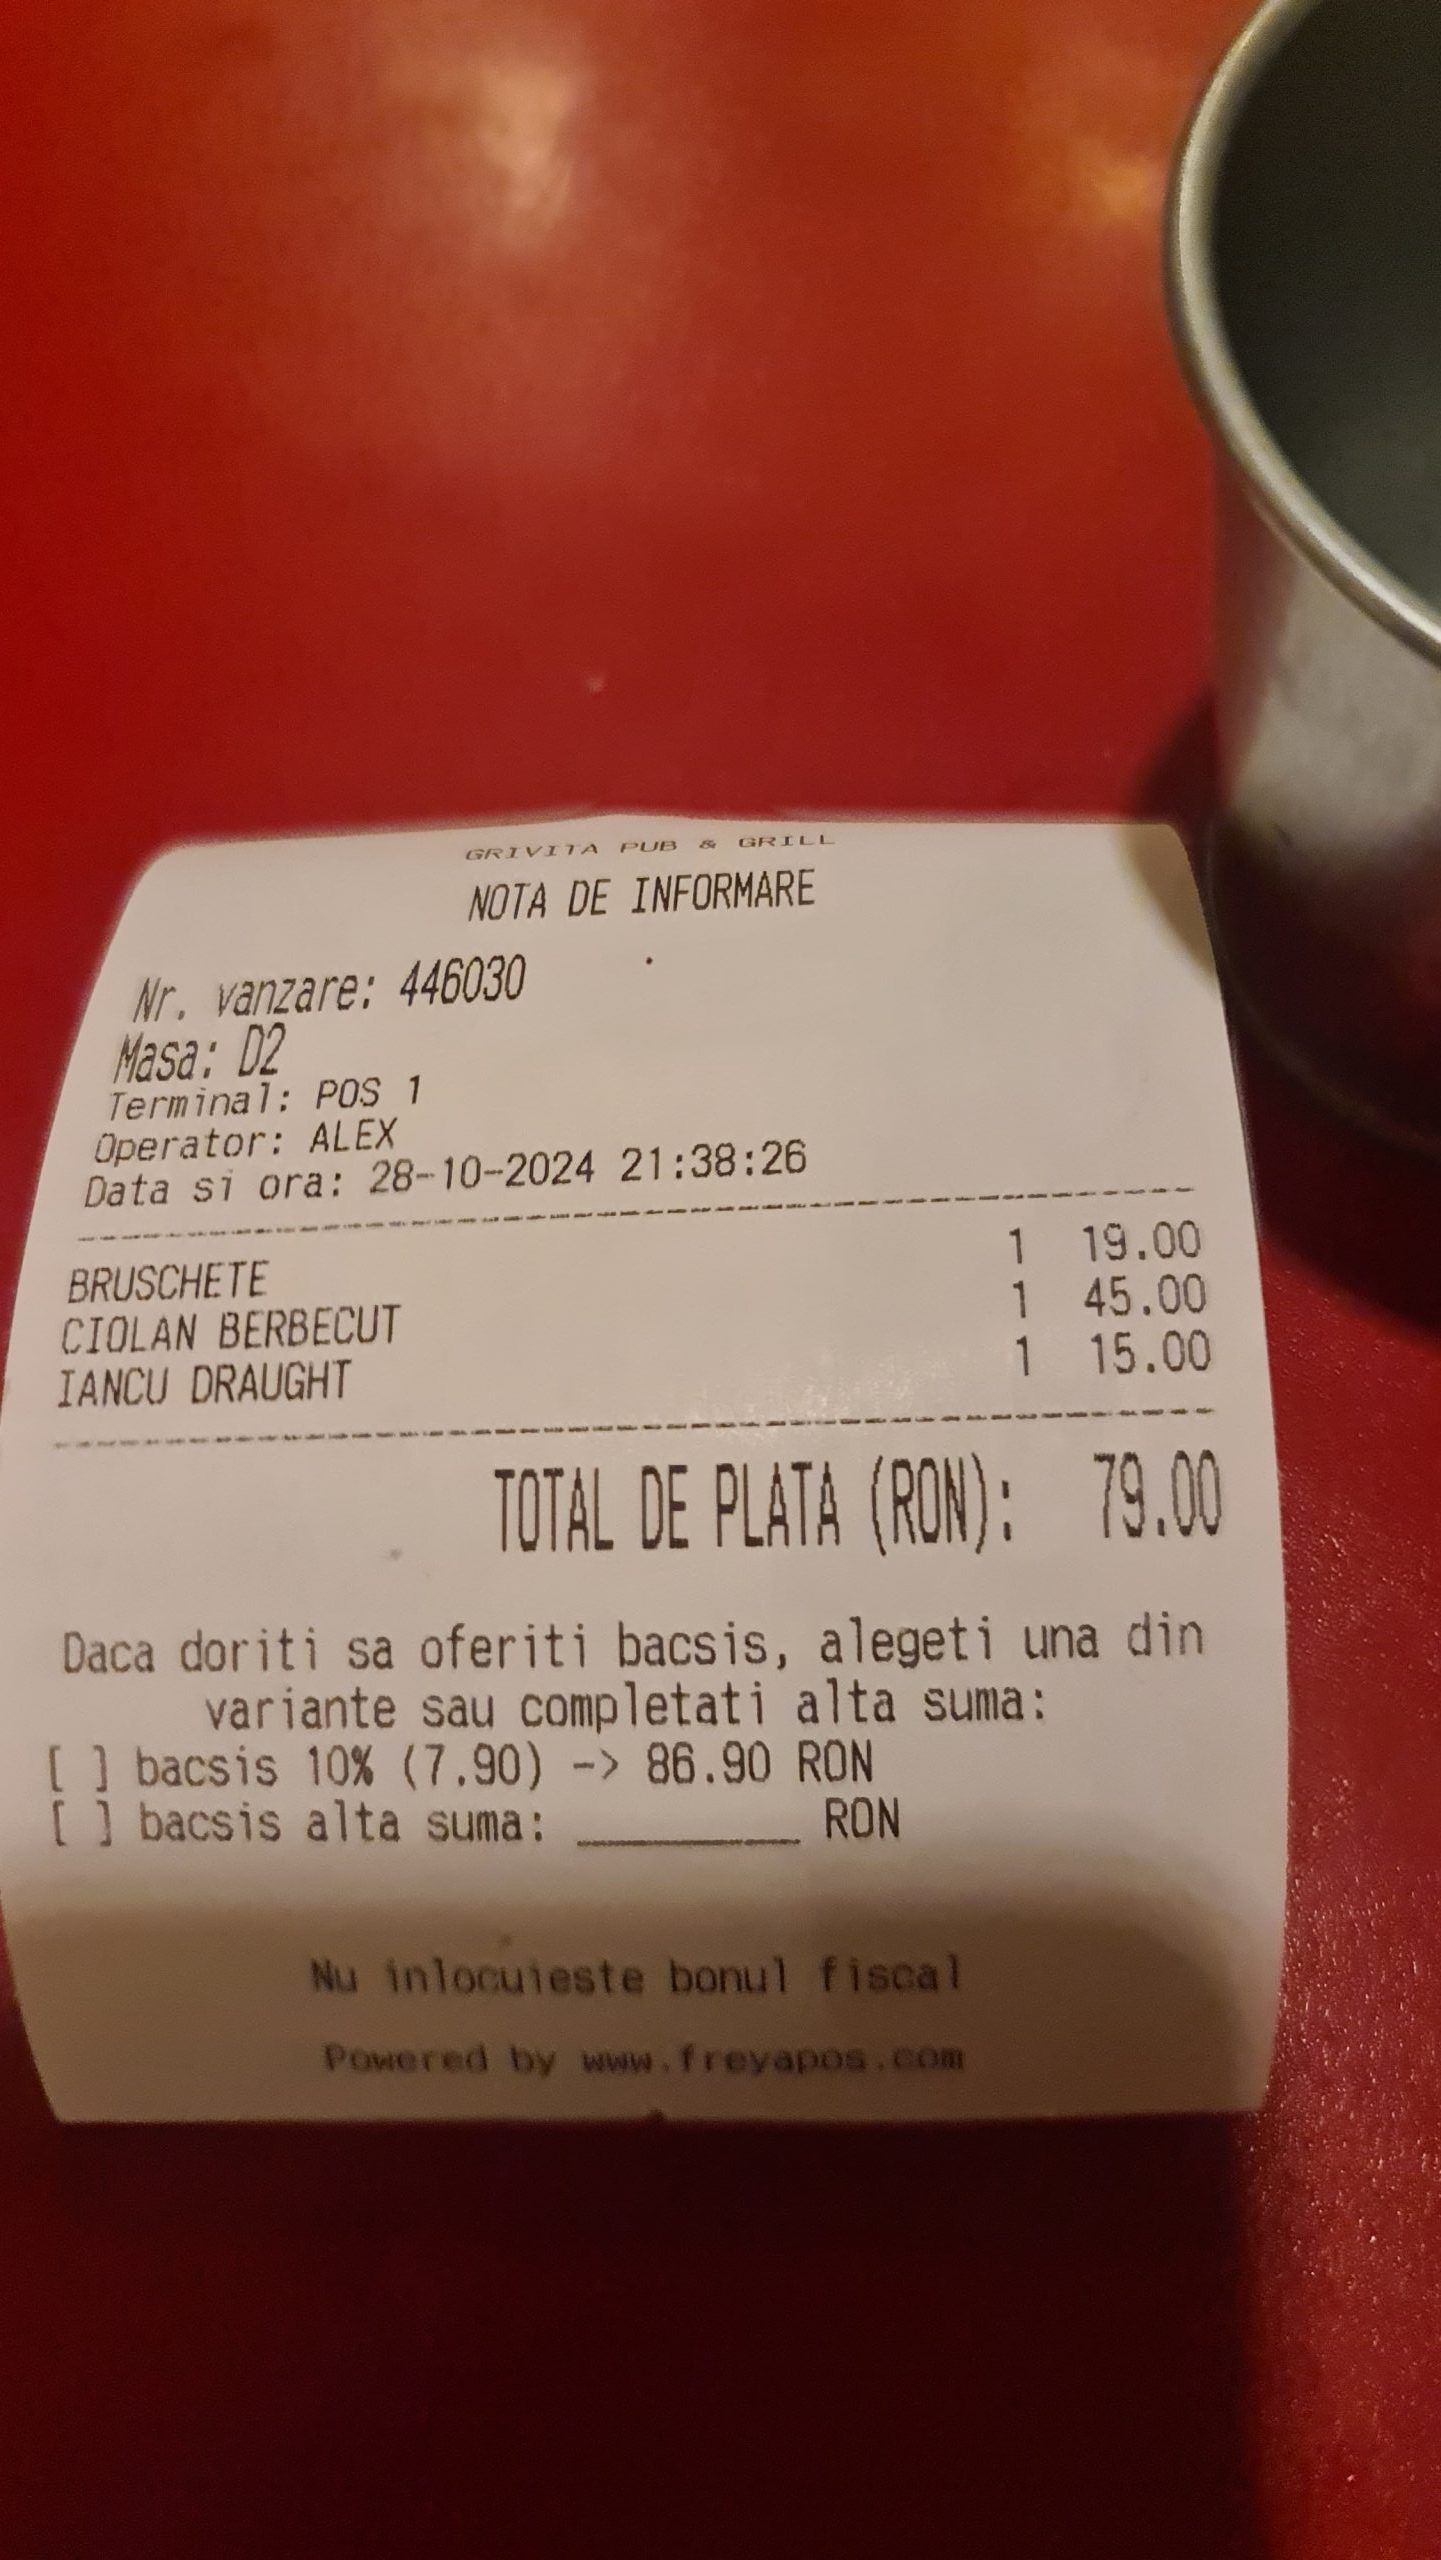 GRIVITA PUB & GRILL
NOTA DE INFORMARE
Nr. vanzare: 446030
Masa: D2
Terminal: POS 1
Operator: ALEX
Data si ora: 28-10-2024 21:38:26
BRUSCHETE 1 19.00
CIOLAN BERBECUT 1 45.00
IANCU DRAUGHT 1 15.00
TOTAL DE PLATA (RON): 79.00
Daca doriti sa oferiti bacsis, alegeti una din
variante sau completati alta suma:
[ ] bacsis 10% (7.90) -> 86.90 RON
[ ] bacsis alta suma: ________ RON
Nu inlocuieste bonul fiscal
Powered by www.freyapos.com